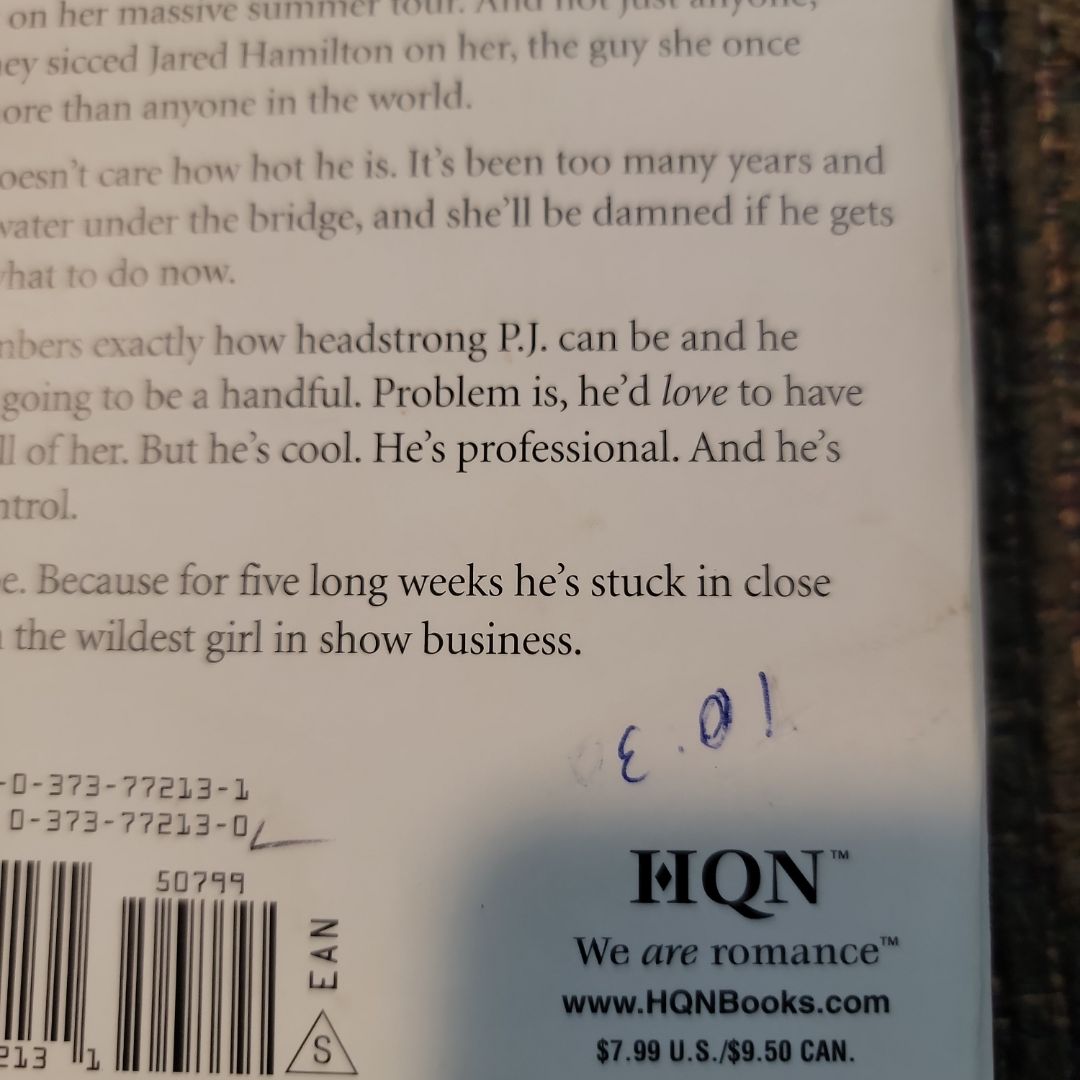 on her massive summer tour. And not just anyone,
ey sicced Jared Hamilton on her, the guy she once
ore than anyone in the world.
oesn't care how hot he is. It's been too many years and
water under the bridge, and she'll be damned if he gets
what to do now.
mbers exactly how headstrong P.J. can be and he
going to be a handful. Problem is, he'd love to have
ll of her. But he's cool. He's professional. And he's
ntrol.
e. Because for five long weeks he's stuck in close
the wildest girl in show business.
-0-373-77213-1
0-373-77213-0
50799
EAN
213 1
S
HQN™
We are romance™
www.HQNBooks.com
$7.99 U.S./$9.50 CAN.